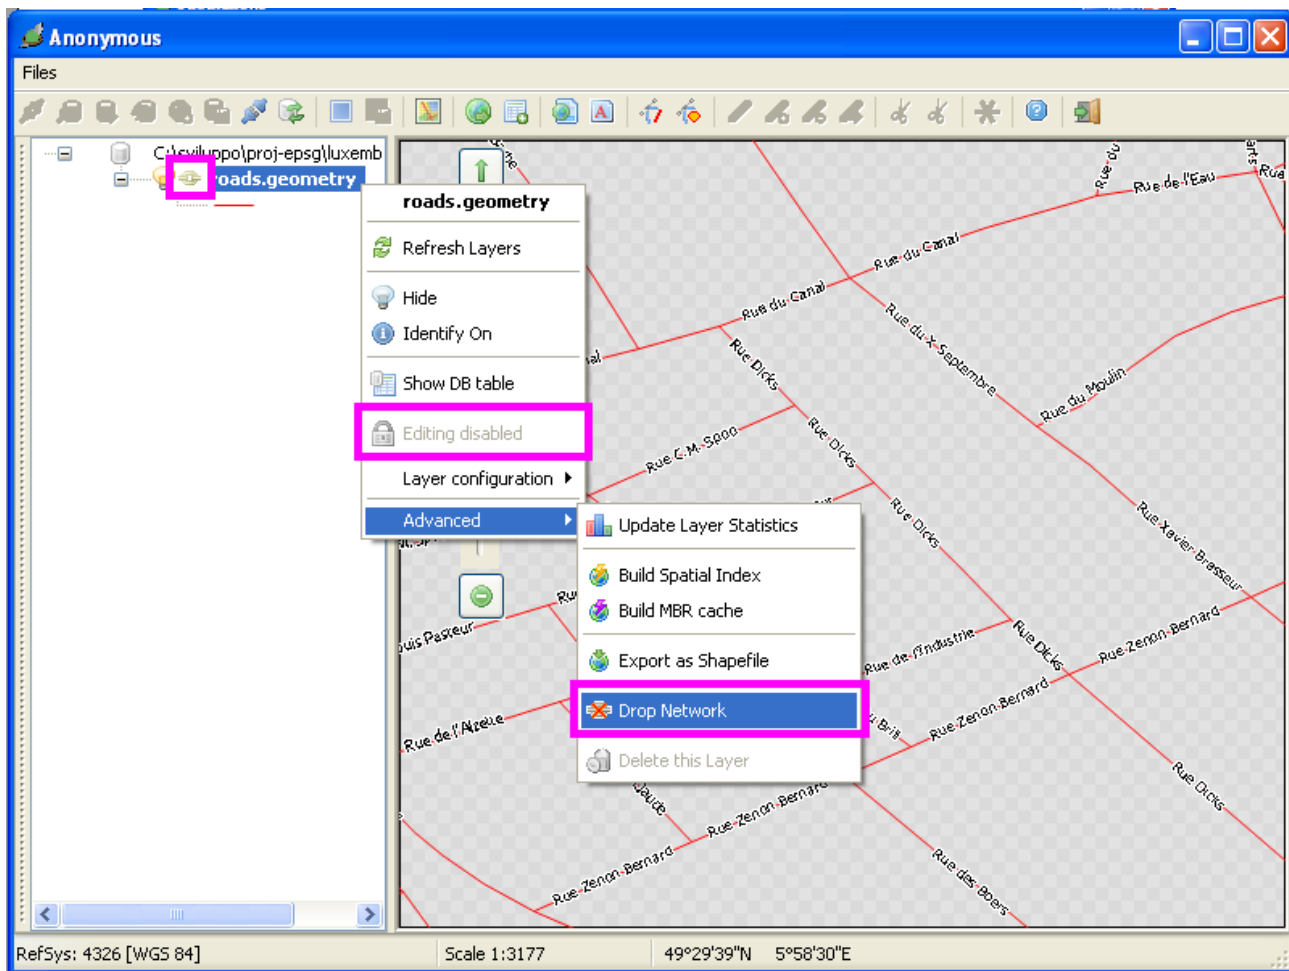 Anonymous
Files
C:\sviluppo\proj-epsg\luxemb
roads.geometry
roads.geometry
Refresh Layers
Hide
Identify On
Show DB table
Editing disabled
Layer configuration
Advanced
Update Layer Statistics
Build Spatial Index
Build MBR cache
Export as Shapefile
Drop Network
Delete this Layer
Rue de l'Eau
Rue
Rue du Canal
Rue du Canal
Rue du X Septembre
Rue Dicks
Rue du Moulin
Rue C.M. Spoo
Rue Dicks
Rue Dicks
Rue Xavier Brasseur
Rue de l'Industrie
Rue Dicks
Rue Zenon Bernard
uis Pasteur
Rue Zenon Bernard
Rue de l'Alzette
Rue Dicks
Rue Zenon Bernard
Rue Zenon Bernard
Rue des Boers
RefSys: 4326 [WGS 84]
Scale 1:3177
49°29'39"N 5°58'30"E